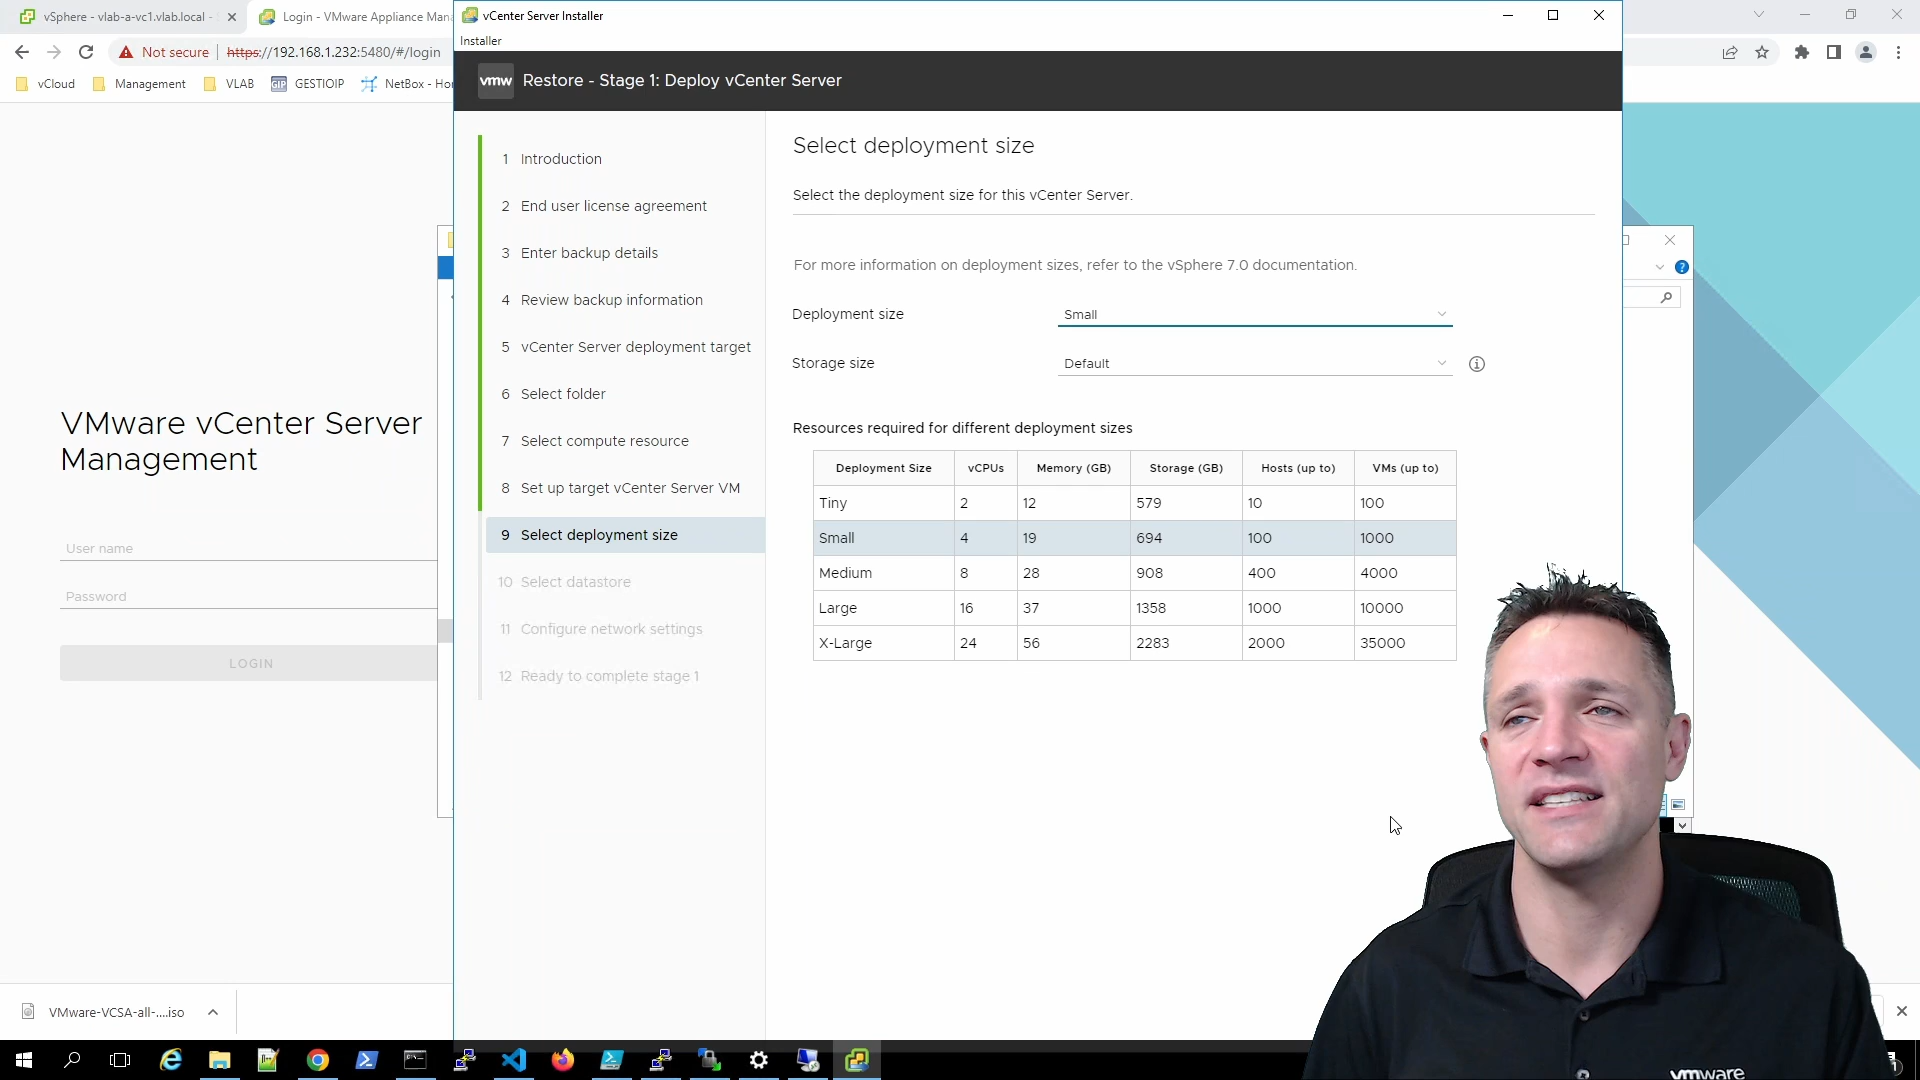 vSphere - vlab-a-vc1.vlab.local -
Login - VMware Appliance Man
vCenter Server Installer
Installer
Not secure
https://192.168.1.232:5480/#/login
vCloud
Management
VLAB
GIP
GESTIOIP
NetBox - Ho
vmw
Restore - Stage 1: Deploy vCenter Server
1 Introduction
2 End user license agreement
3 Enter backup details
4 Review backup information
5 vCenter Server deployment target
6 Select folder
7 Select compute resource
8 Set up target vCenter Server VM
9 Select deployment size
10 Select datastore
11 Configure network settings
12 Ready to complete stage 1
Select deployment size
Select the deployment size for this vCenter Server.
For more information on deployment sizes, refer to the vSphere 7.0 documentation.
Deployment size Small
Storage size Default
Resources required for different deployment sizes
Deployment Size vCPUs Memory (GB) Storage (GB) Hosts (up to) VMs (up to)
Tiny 2 12 579 10 100
Small 4 19 694 100 1000
Medium 8 28 908 400 4000
Large 16 37 1358 1000 10000
X-Large 24 56 2283 2000 35000
VMware vCenter Server
Management
User name
Password
LOGIN
VMware-VCSA-all-....iso
vmware